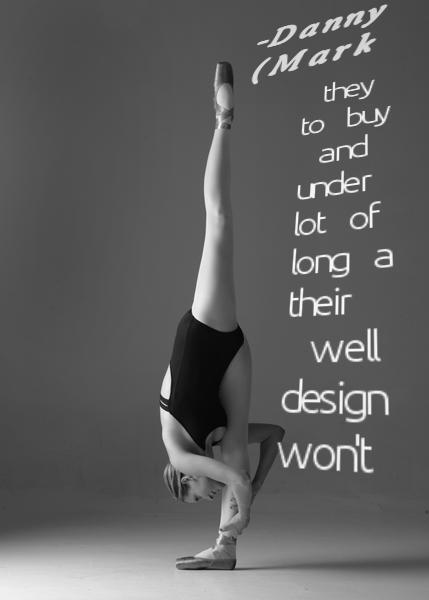 -Danny
(Mark
they
to buy
and
under
lot of
long a
their
well
design
won't